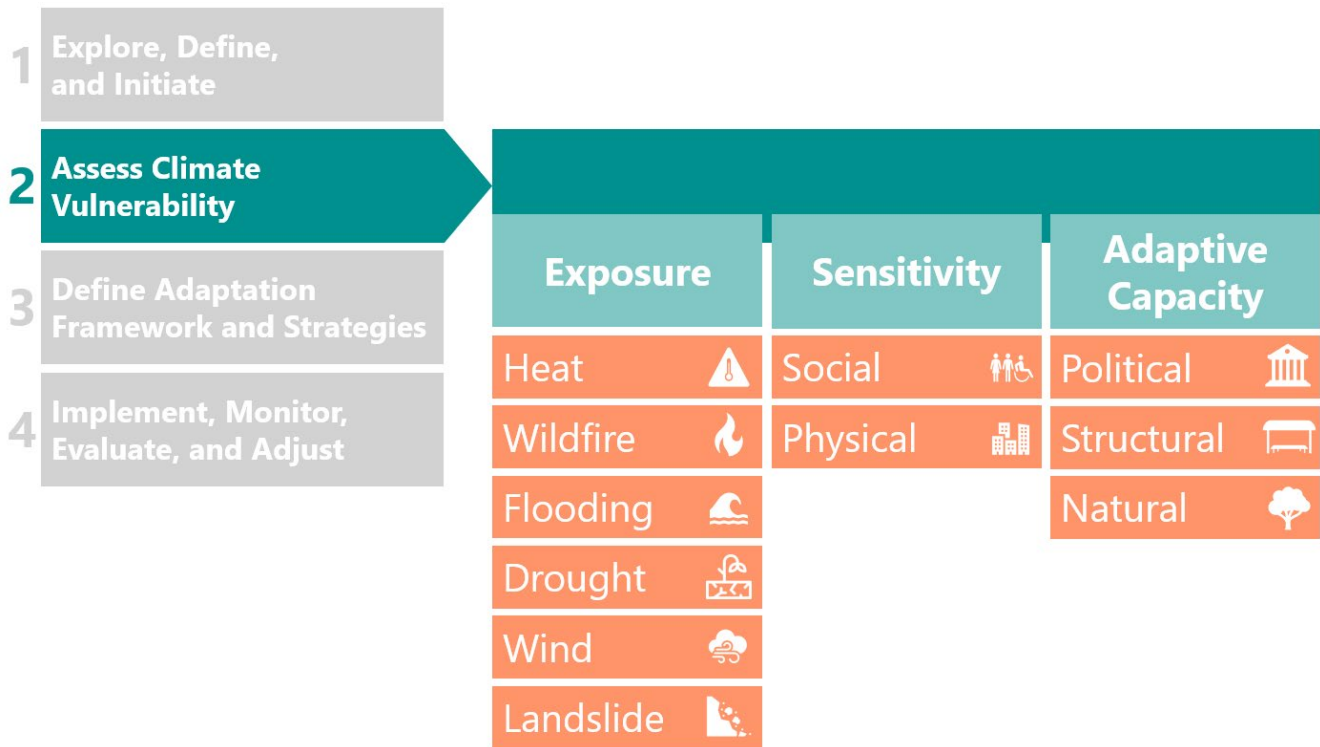 1
Explore, Define,
and Initiate
2
Assess Climate
Vulnerability
3
Define Adaptation
Framework and Strategies
4
Implement, Monitor,
Evaluate, and Adjust
Exposure
Heat
Wildfire
Flooding
Drought
Wind
Landslide
Sensitivity
Social
Physical
Adaptive
Capacity
Political
Structural
Natural